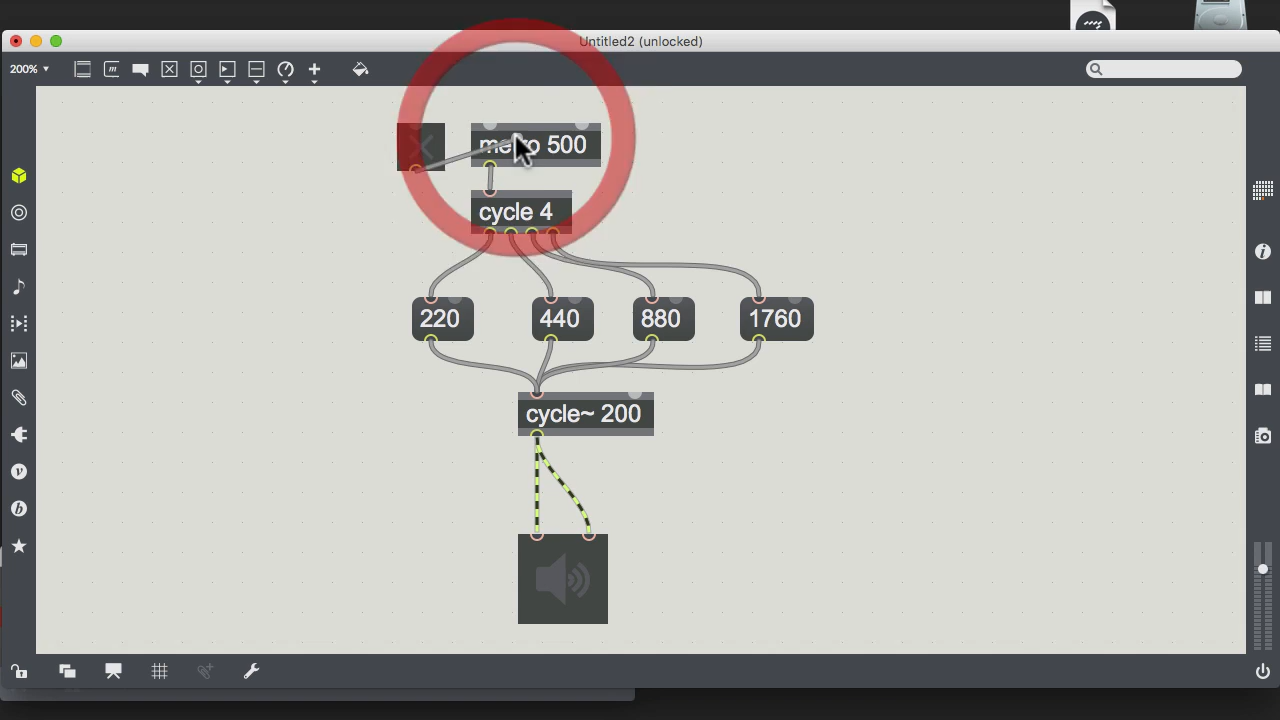 Untitled2 (unlocked)
200%
metro 500
cycle 4
220
440
880
1760
cycle~ 200